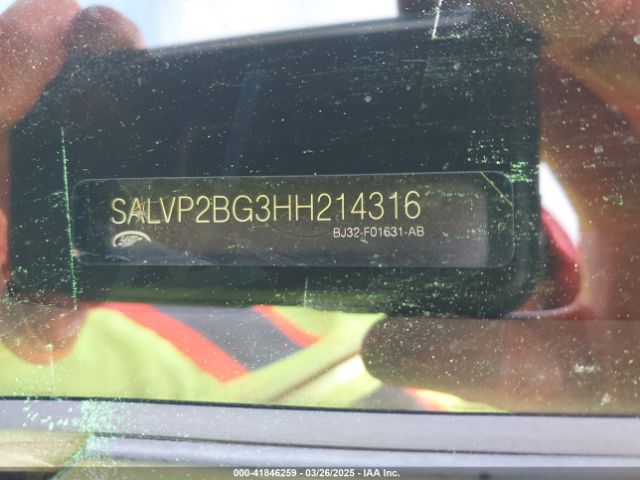 SALVP2BG3HH214316
BJ32-F01631-AB
000-41846259 - 03/26/2025 - IAA Inc.